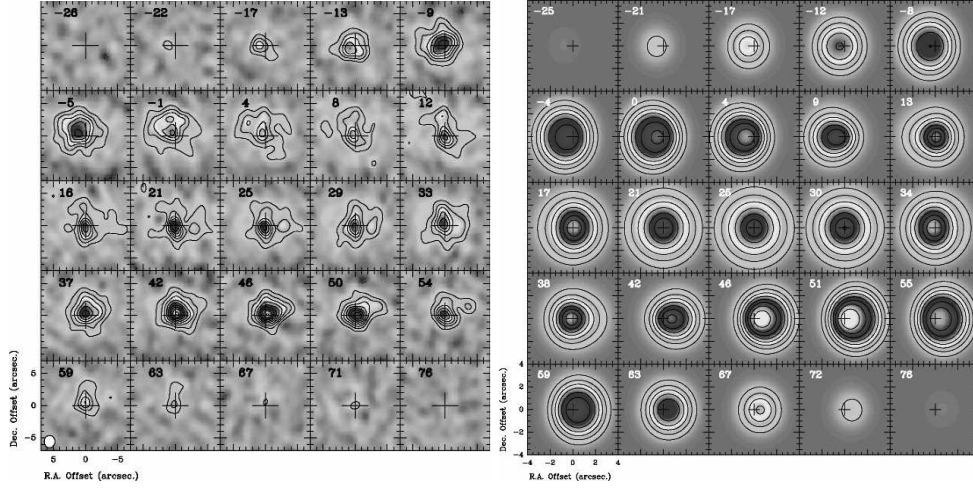 −26 −22 −17 −13 −9
−5 −1 4 8 12
16 21 25 29 33
37 42 46 50 54
59 63 67 71 76
5
0
−5
5 0 −5
Dec. Offset (arcsec.)
R.A. Offset (arcsec.)
−25 −21 −17 −12 −8
−4 0 4 9 13
17 21 25 30 34
38 42 46 51 55
59 63 67 72 76
4
2
0
−2
−4
−4 −2 0 2 4
Dec. Offset (arcsec.)
R.A. Offset (arcsec.)